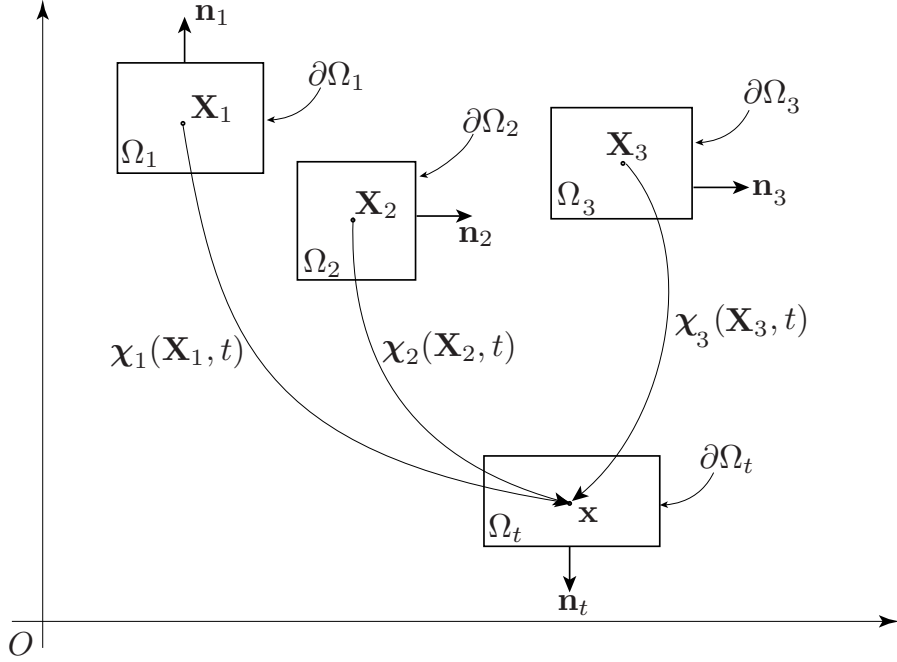 n₁
∂Ω₁
X₁
Ω₁
∂Ω₂
X₂
Ω₂
n₂
∂Ω₃
X₃
Ω₃
n₃
χ₁(X₁, t)
χ₂(X₂, t)
χ₃(X₃, t)
∂Ωₜ
x
Ωₜ
nₜ
O